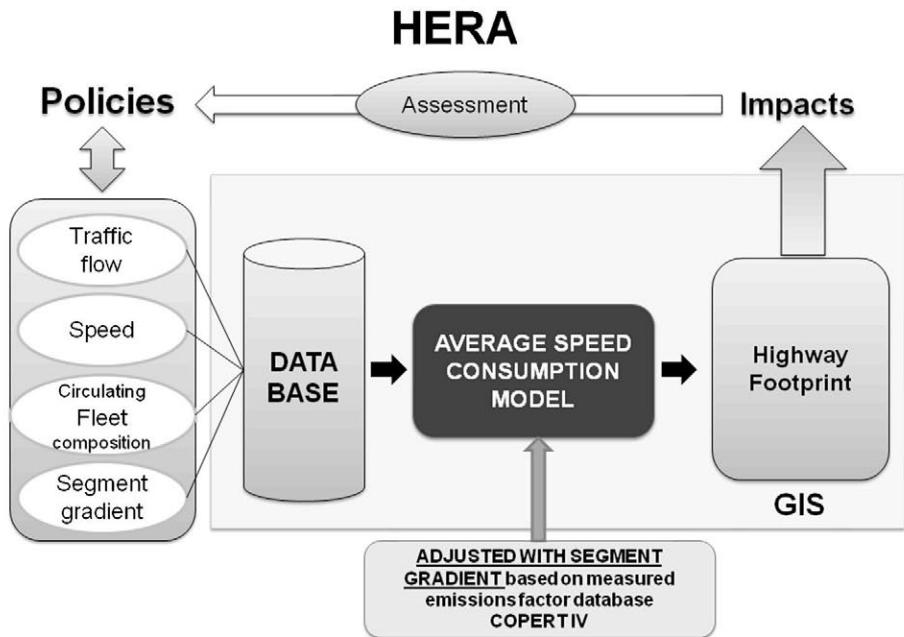 HERA
Policies
Assessment
Impacts
Traffic
flow
Speed
Circulating
Fleet
composition
Segment
gradient
DATA
BASE
AVERAGE SPEED
CONSUMPTION
MODEL
Highway
Footprint
GIS
ADJUSTED WITH SEGMENT
GRADIENT based on measured
emissions factor database
COPERT IV